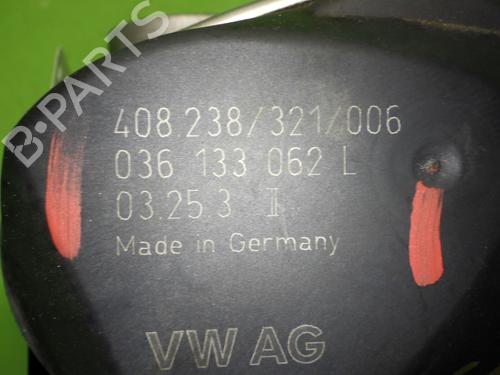 B-PARTS
408 238/321/006
036 133 062 L
03.25.3 II
Made in Germany
VW AG